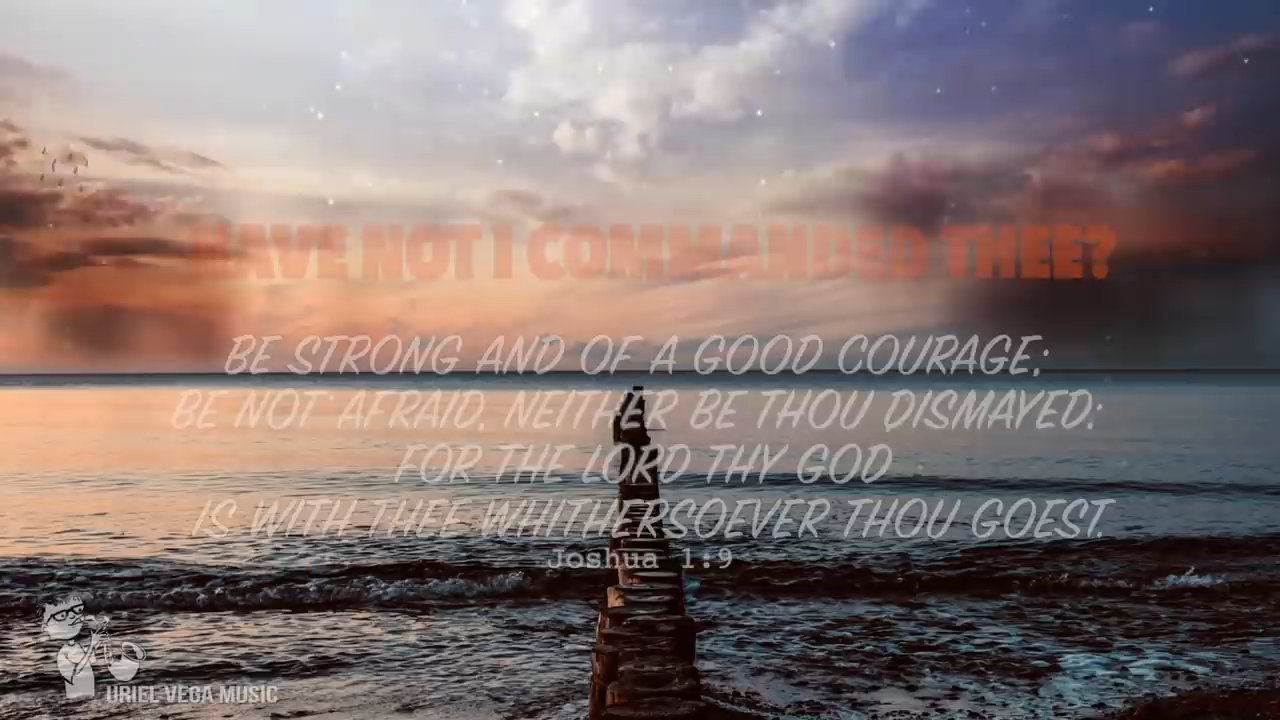 HAVE NOT I COMMANDED THEE?
BE STRONG AND OF A GOOD COURAGE;
BE NOT AFRAID, NEITHER BE THOU DISMAYED:
FOR THE LORD THY GOD
IS WITH THEE WHITHERSOEVER THOU GOEST.
Joshua 1:9
URIEL VEGA MUSIC